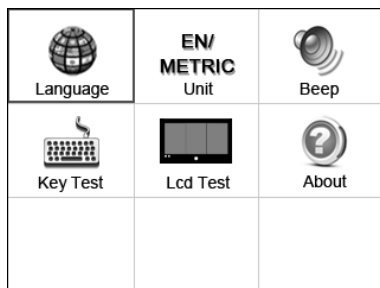 EN/
METRIC
Language
Unit
Beep
Key Test
Lcd Test
About